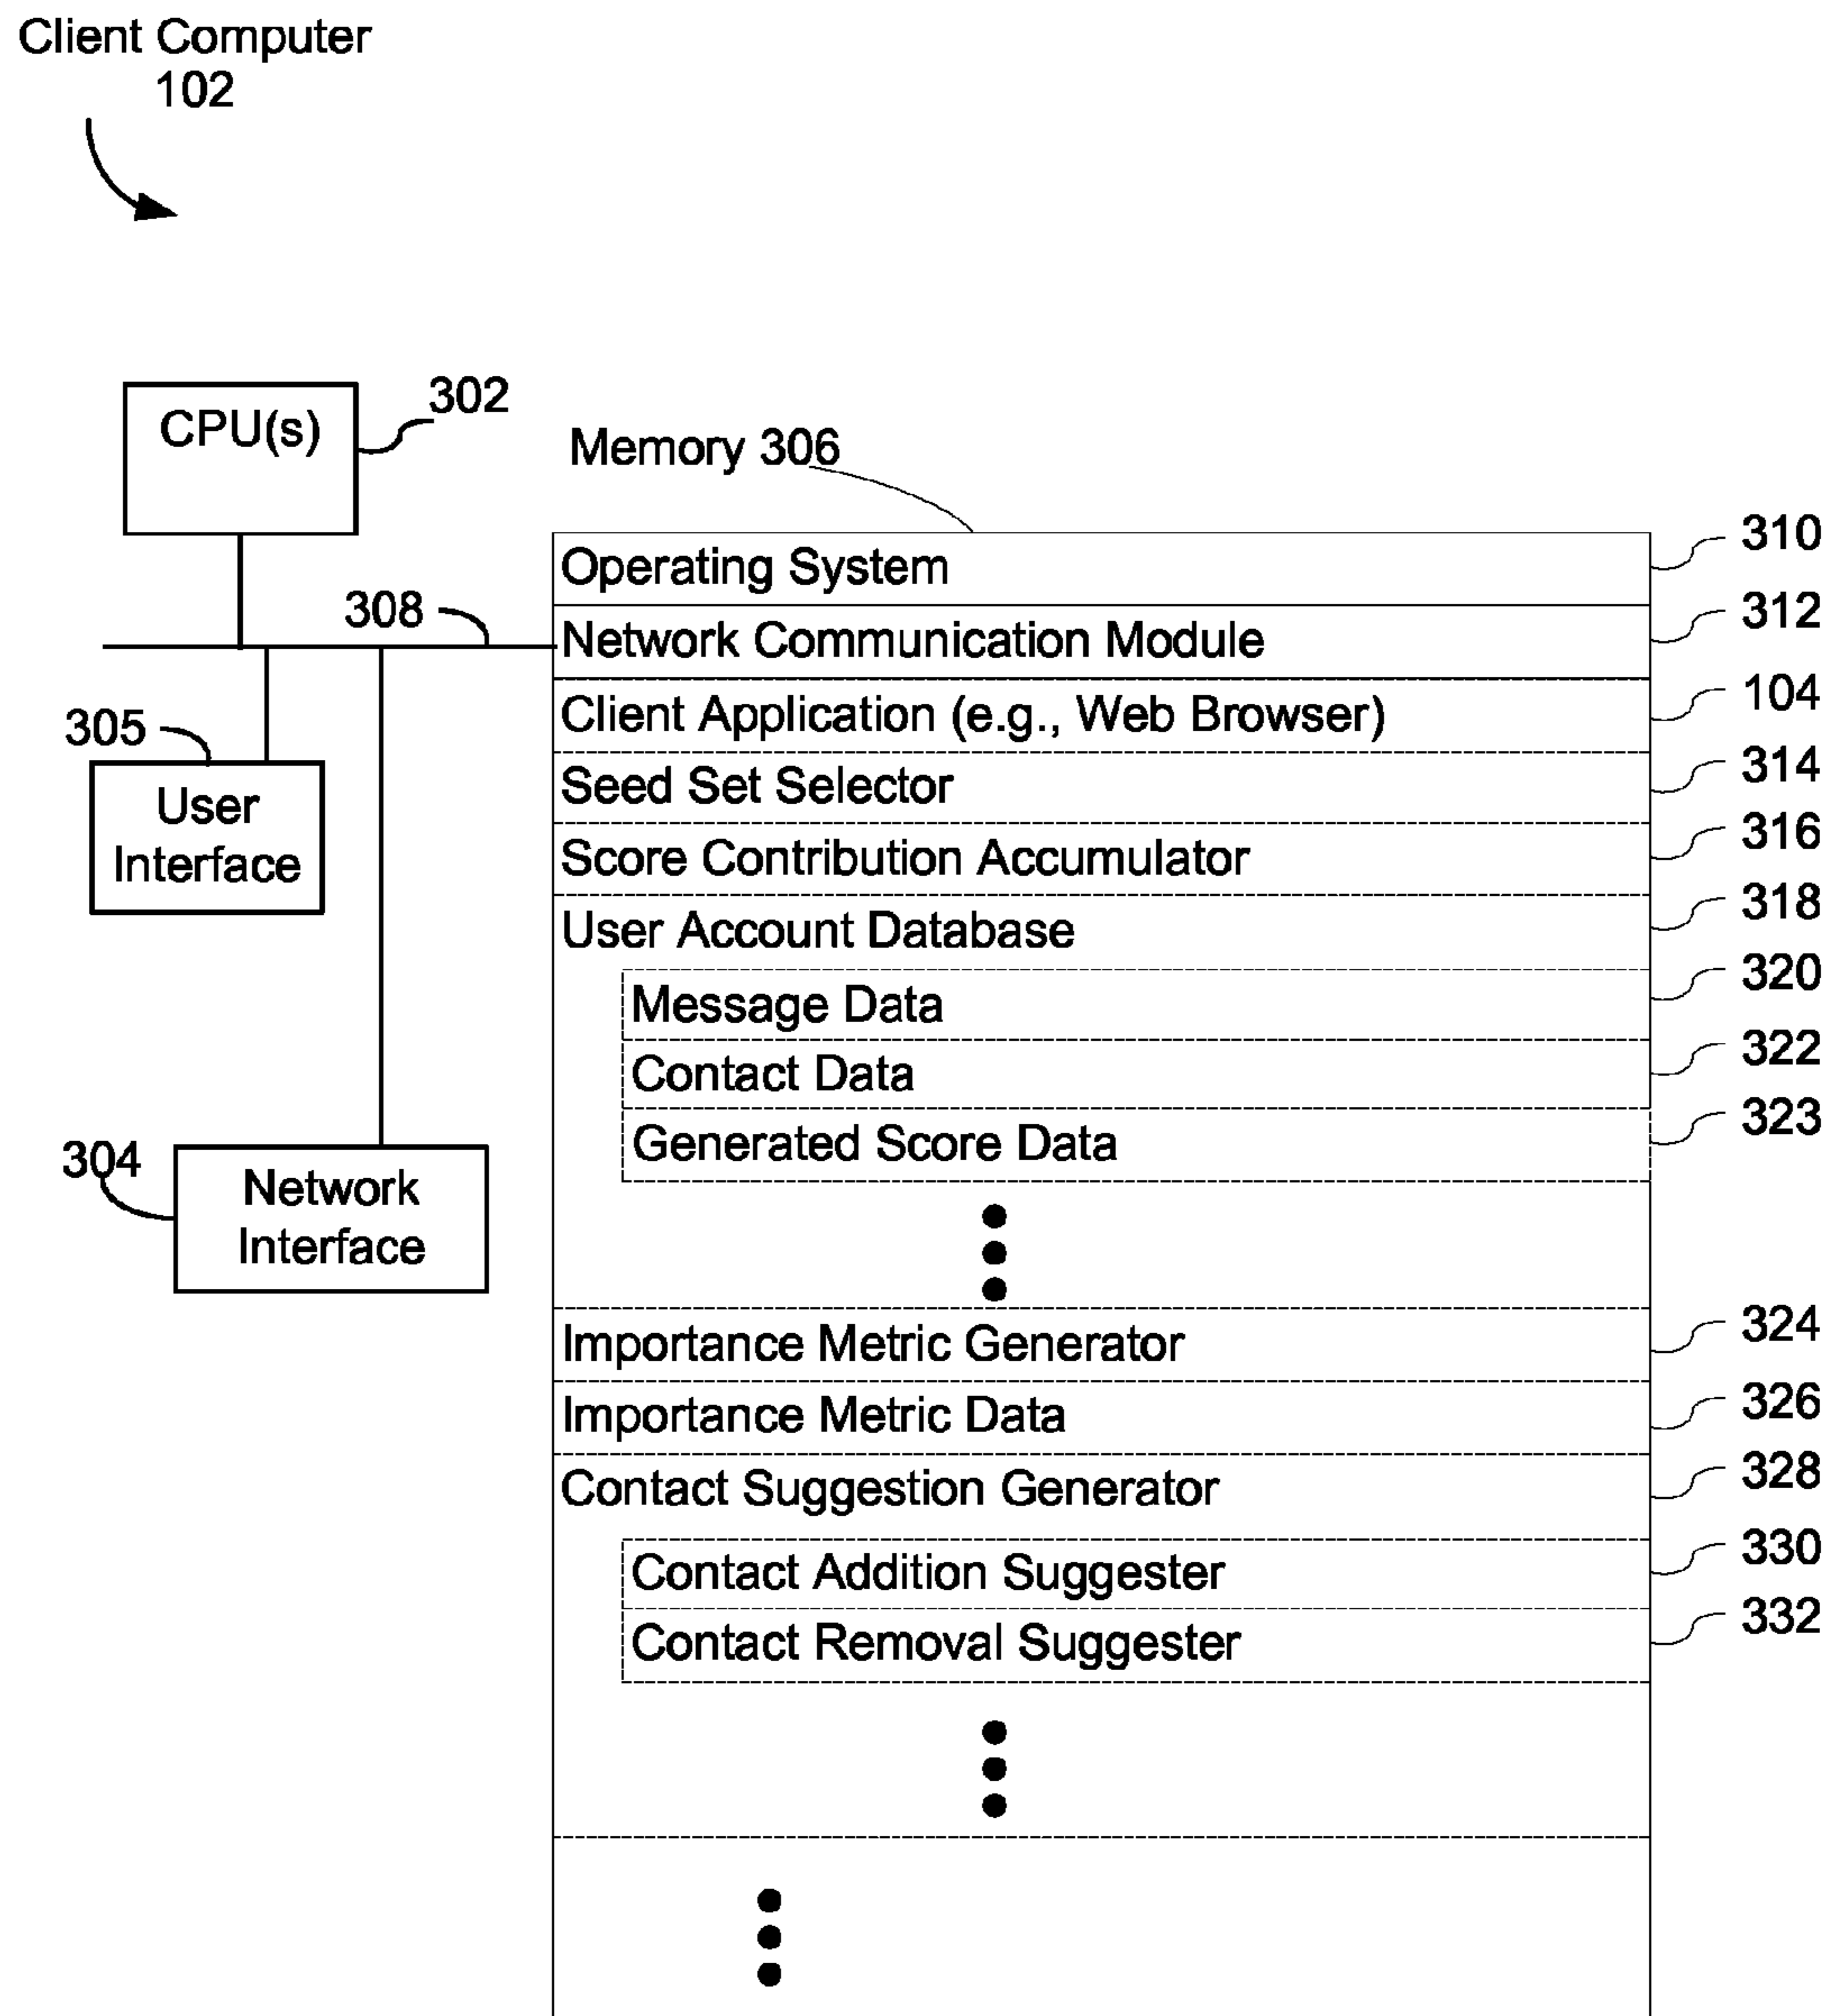 Client Computer
102
CPU(s)
302
Memory 306
Operating System
310
308
Network Communication Module
312
Client Application (e.g., Web Browser)
104
305
User
Interface
Seed Set Selector
314
Score Contribution Accumulator
316
User Account Database
318
Message Data
320
Contact Data
322
Generated Score Data
323
304
Network
Interface
Importance Metric Generator
324
Importance Metric Data
326
Contact Suggestion Generator
328
Contact Addition Suggester
330
Contact Removal Suggester
332